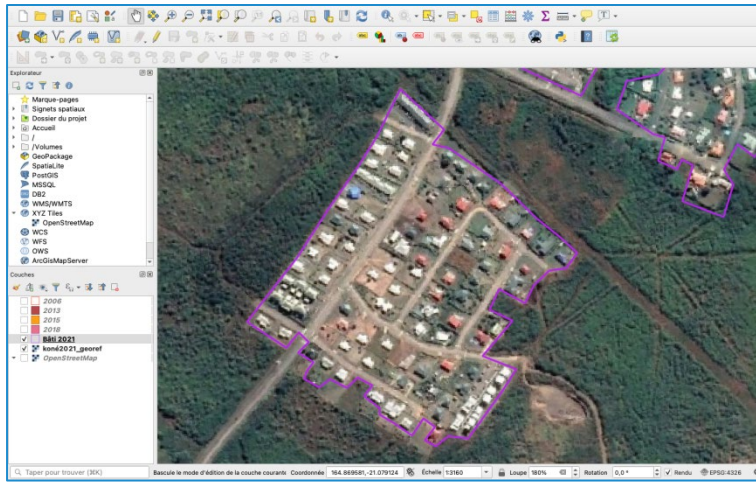 Explorateur
Marque-pages
Signets spatiaux
Dossier du projet
Accueil
/
/Volumes
GeoPackage
SpatiaLite
PostGIS
MSSQL
DB2
WMS/WMTS
XYZ Tiles
OpenStreetMap
WCS
WFS
OWS
ArcGisMapServer
Couches
2006
2013
2015
2018
Bâti 2021
koné2021_georef
OpenStreetMap
Taper pour trouver (⌘K) Bascule le mode d'édition de la couche courante Coordonnée 164.869581,-21.079124 Échelle 1:3160 Loupe 180% Rotation 0,0 ° Rendu EPSG:4326